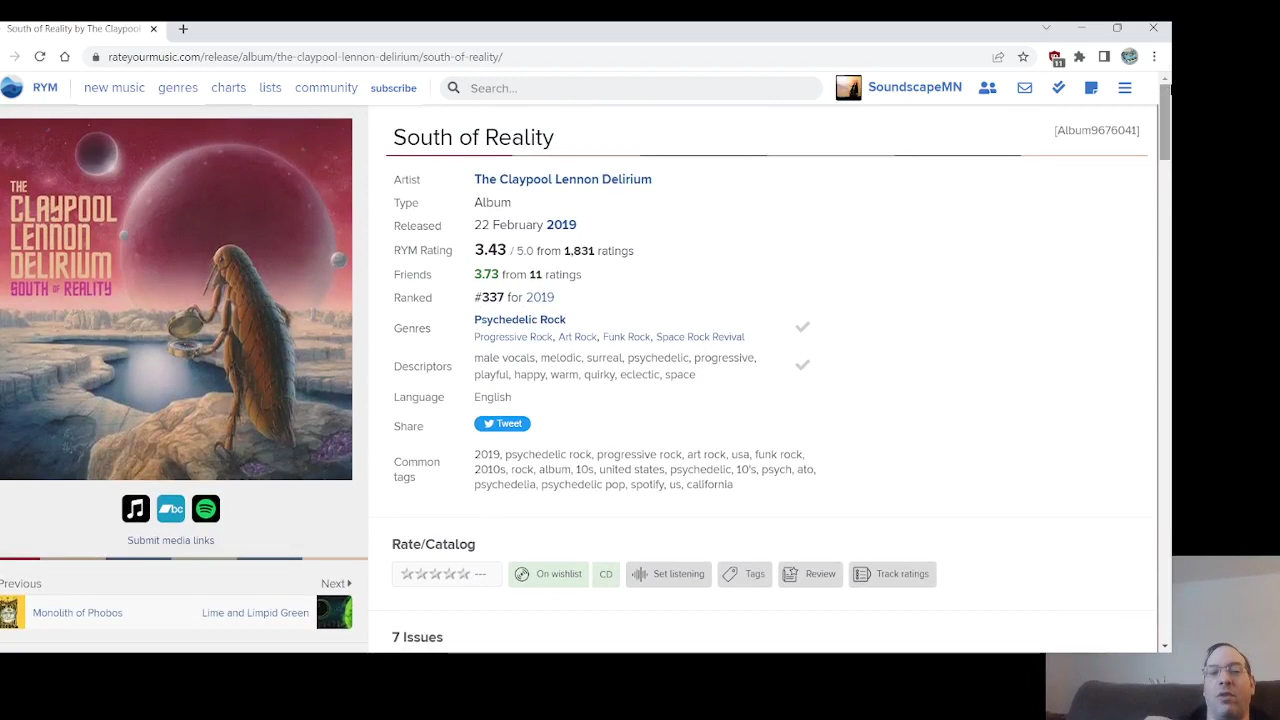 South of Reality by The Claypool
rateyourmusic.com/release/album/the-claypool-lennon-delirium/south-of-reality/
11
RYM
new music
genres
charts
lists
community
subscribe
Search...
SoundscapeMN
THE
CLAYPOOL
LENNON
DELIRIUM
SOUTH OF REALITY
South of Reality
[Album9676041]
Artist
The Claypool Lennon Delirium
Type
Album
Released
22 February 2019
RYM Rating
3.43 / 5.0 from 1,831 ratings
Friends
3.73 from 11 ratings
Ranked
#337 for 2019
Genres
Psychedelic Rock
Progressive Rock, Art Rock, Funk Rock, Space Rock Revival
Descriptors
male vocals, melodic, surreal, psychedelic, progressive,
playful, happy, warm, quirky, eclectic, space
Language
English
Share
Tweet
Common
tags
2019, psychedelic rock, progressive rock, art rock, usa, funk rock,
2010s, rock, album, 10s, united states, psychedelic, 10's, psych, ato,
psychedelia, psychedelic pop, spotify, us, california
bc
Submit media links
Previous
Next
Monolith of Phobos
Lime and Limpid Green
Rate/Catalog
---
On wishlist
CD
Set listening
Tags
Review
Track ratings
7 Issues